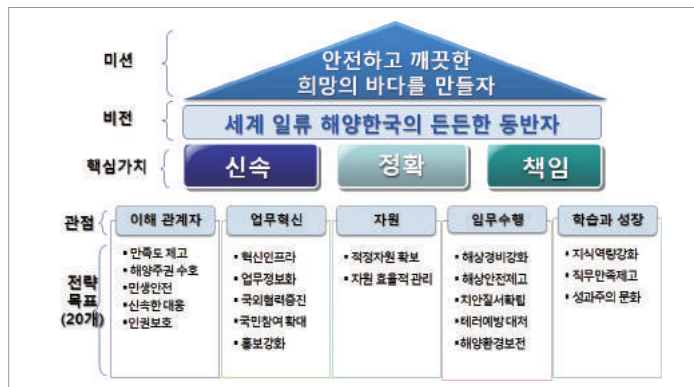 미션
안전하고 깨끗한
희망의 바다를 만들자
비전
세계 일류 해양한국의 든든한 동반자
핵심가치
신속
정확
책임
관점
이해 관계자
업무혁신
자원
임무수행
학습과 성장
전략
목표
(20개)
▪만족도 제고
▪해양주권 수호
▪민생안전
▪신속한 대응
▪인권보호
▪혁신인프라
▪업무정보화
▪국외협력증진
▪국민참여 확대
▪홍보강화
▪적정자원 확보
▪자원 효율적 관리
▪해상경비강화
▪해상안전제고
▪치안질서확립
▪테러예방 대처
▪해양환경보전
▪지식역량강화
▪직무만족제고
▪성과주의 문화